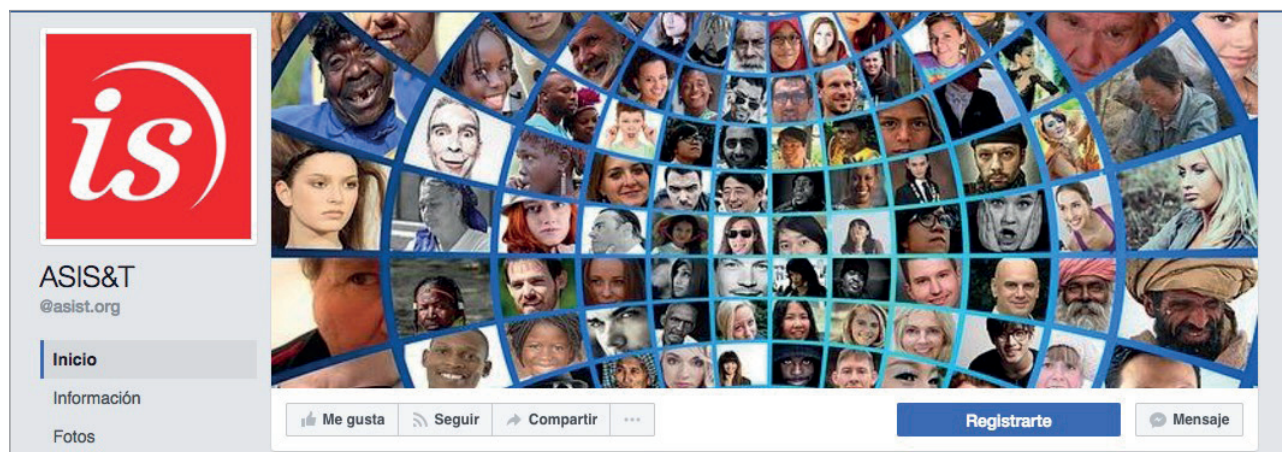 is
ASIS&T
@asist.org
Inicio
Información
Fotos
Me gusta
Seguir
Compartir
...
Registrarte
Mensaje